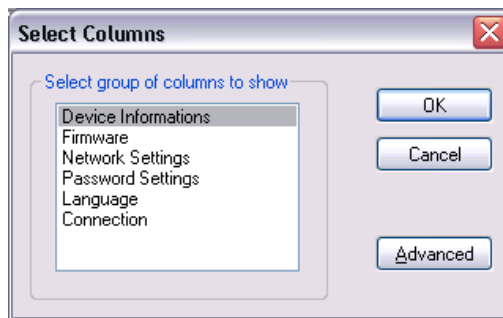 Select Columns
Select group of columns to show
Device Informations
Firmware
Network Settings
Password Settings
Language
Connection
OK
Cancel
Advanced